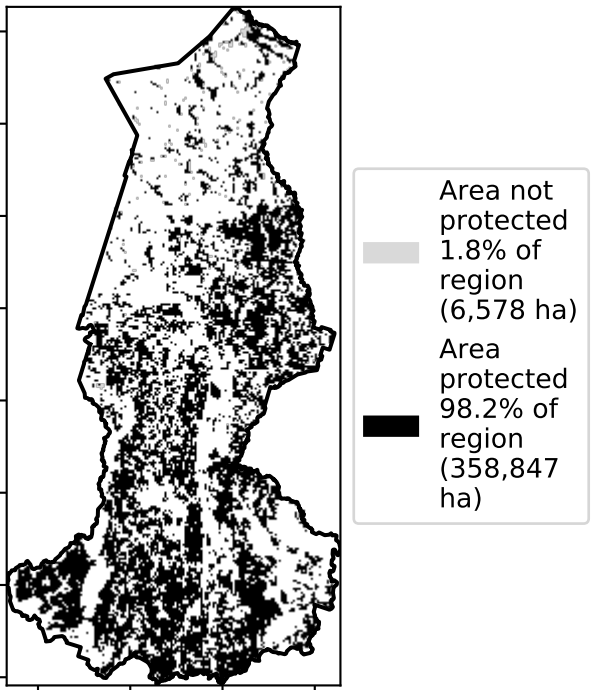 Area not
protected
1.8% of
region
(6,578 ha)
Area
protected
98.2% of
region
(358,847
ha)